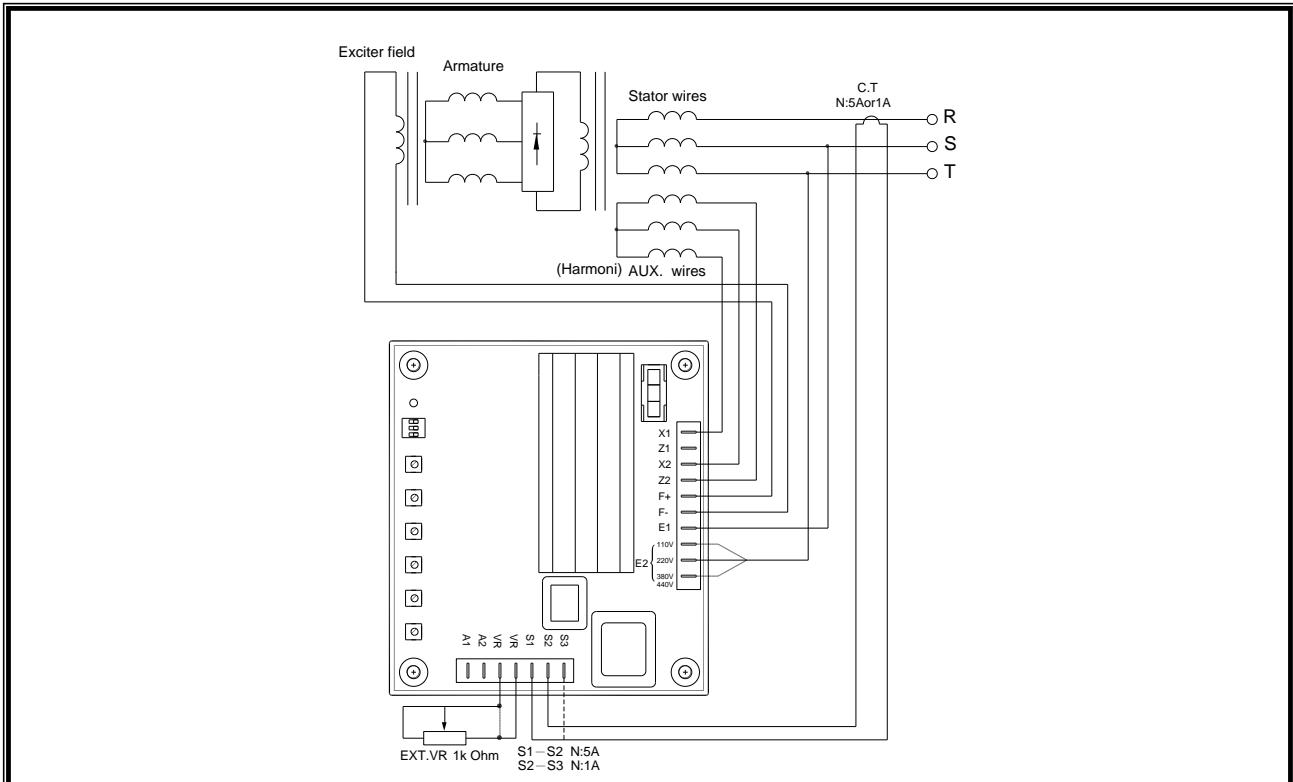 Exciter field
Armature
Stator wires
C.T
N:5Aor1A
R
S
T
(Harmoni) AUX. wires
X1
Z1
X2
Z2
F+
F-
E1
110V
E2 220V
380V
440V
A1 A2 VR VR S1 S2 S3
EXT.VR 1k Ohm
S1－S2 N:5A
S2－S3 N:1A